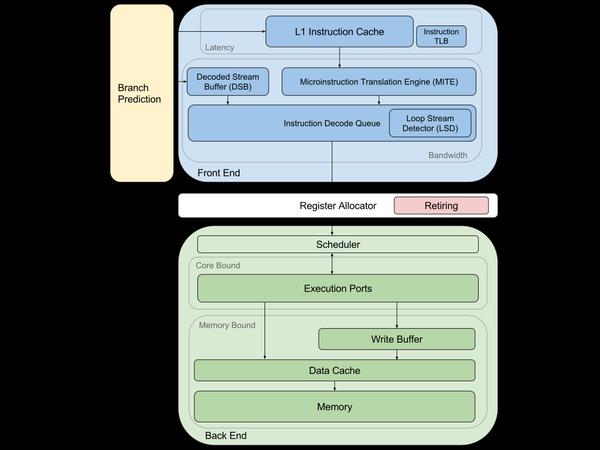 L1 Instruction Cache
Instruction
TLB
Latency
Branch
Prediction
Decoded Stream
Buffer (DSB)
Microinstruction Translation Engine (MITE)
Instruction Decode Queue
Loop Stream
Detector (LSD)
Bandwidth
Front End
Register Allocator
Retiring
Scheduler
Core Bound
Execution Ports
Memory Bound
Write Buffer
Data Cache
Memory
Back End